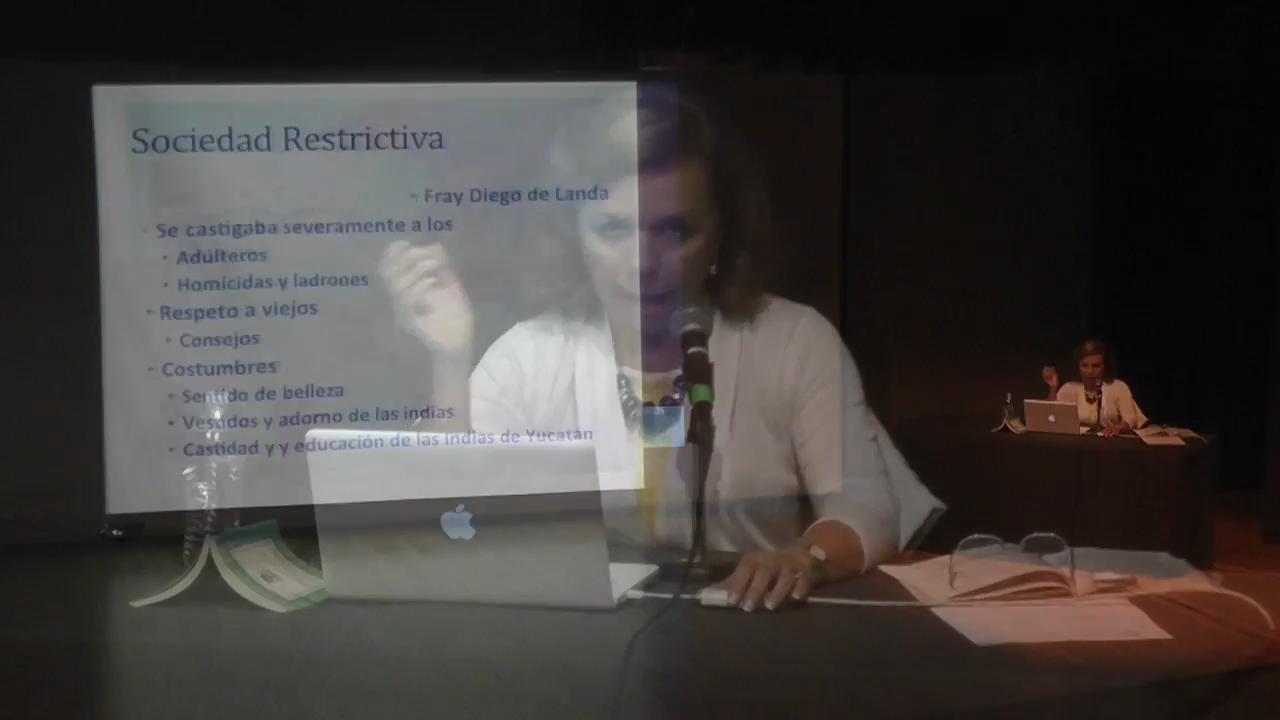 Sociedad Restrictiva
• Fray Diego de Landa
• Se castigaba severamente a los
• Adúlteros
• Homicidas y ladrones
• Respeto a viejos
• Consejos
• Costumbres
• Sentido de belleza
• Vestidos y adorno de las indias
• Castidad y y educación de las Indias de Yucatán